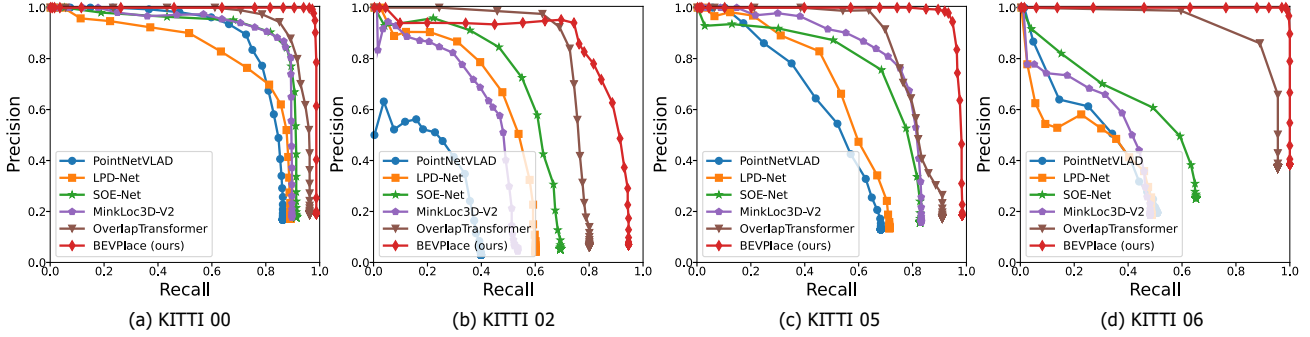 1.0
0.8
0.6
0.4
0.2
0.0
Precision
PointNetVLAD
LPD-Net
SOE-Net
MinkLoc3D-V2
OverlapTransformer
BEVPlace (ours)
0.0 0.2 0.4 0.6 0.8 1.0
Recall
(a) KITTI 00
1.0
0.8
0.6
0.4
0.2
0.0
Precision
PointNetVLAD
LPD-Net
SOE-Net
MinkLoc3D-V2
OverlapTransformer
BEVPlace (ours)
0.0 0.2 0.4 0.6 0.8 1.0
Recall
(b) KITTI 02
1.0
0.8
0.6
0.4
0.2
0.0
Precision
PointNetVLAD
LPD-Net
SOE-Net
MinkLoc3D-V2
OverlapTransformer
BEVPlace (ours)
0.0 0.2 0.4 0.6 0.8 1.0
Recall
(c) KITTI 05
1.0
0.8
0.6
0.4
0.2
0.0
Precision
PointNetVLAD
LPD-Net
SOE-Net
MinkLoc3D-V2
OverlapTransformer
BEVPlace (ours)
0.0 0.2 0.4 0.6 0.8 1.0
Recall
(d) KITTI 06